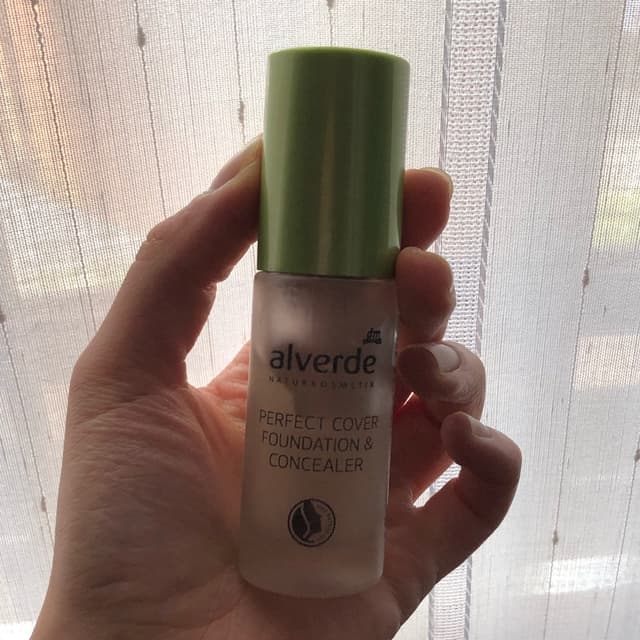 dm
alverde
NATURKOSMETIK
PERFECT COVER
FOUNDATION &
CONCEALER